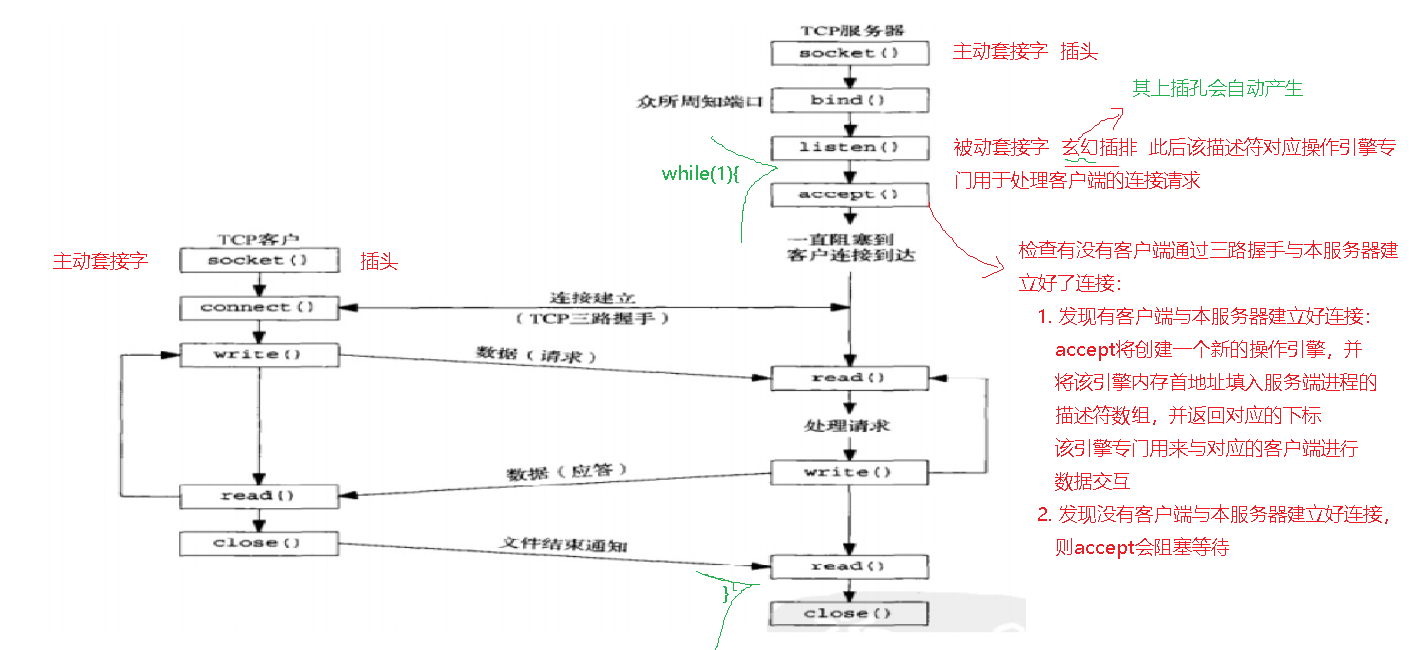 TCP服务器
socket()
主动套接字 插头
其上插孔会自动产生
众所周知端口
bind()
listen()
被动套接字 玄幻插排 此后该描述符对应操作引擎专
门用于处理客户端的连接请求
while(1){
accept()
一直阻塞到
客户连接到达
检查有没有客户端通过三路握手与本服务器建
立好了连接：
1. 发现有客户端与本服务器建立好连接：
accept将创建一个新的操作引擎，并
将该引擎内存首地址填入服务端进程的
描述符数组，并返回对应的下标
该引擎专门用来与对应的客户端进行
数据交互
2. 发现没有客户端与本服务器建立好连接，
则accept会阻塞等待
TCP客户
主动套接字
socket()
插头
connect()
连接建立
（TCP三路握手）
write()
数据（请求）
read()
处理请求
write()
数据（应答）
read()
close()
文件结束通知
read()
}
close()